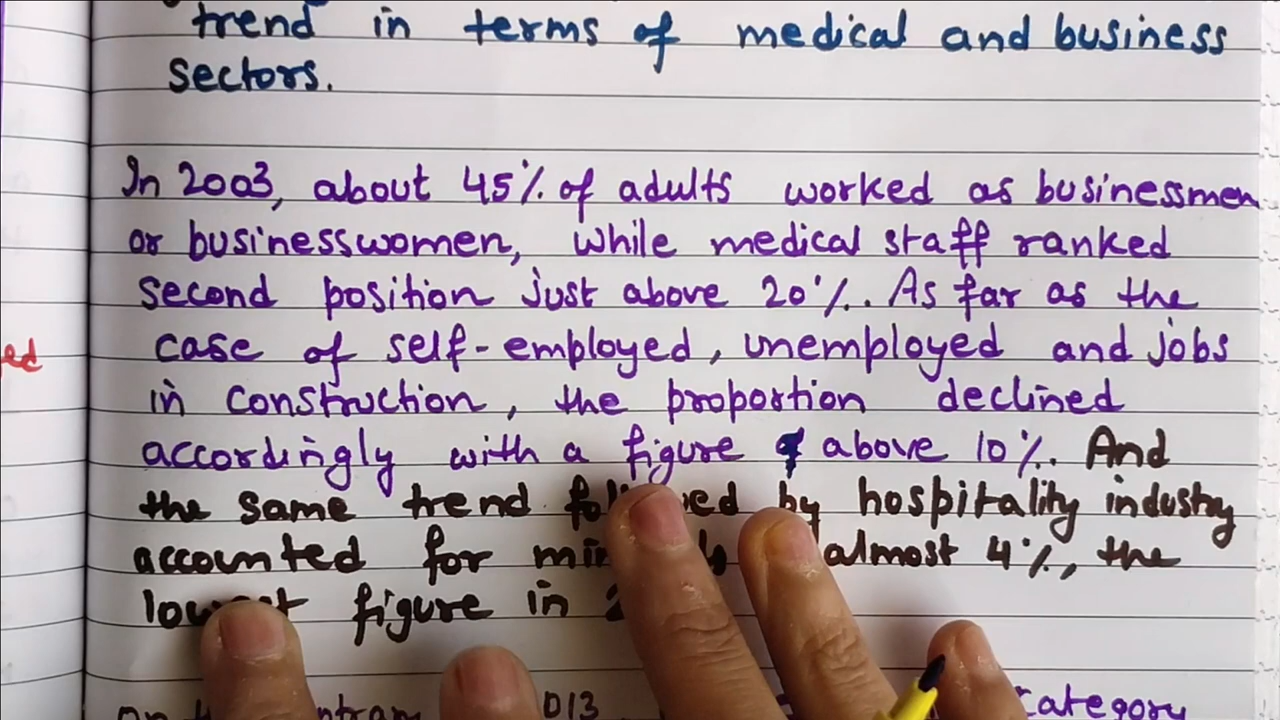 trend in terms of medical and business
sectors.
In 2003, about 45% of adults worked as businessmen
or businesswomen, while medical staff ranked
second position just above 20%. As far as the
case of self-employed, unemployed and jobs
in construction, the proportion declined
accordingly with a figure of above 10%. And
the same trend by hospitality industry
accounted for almost 4%, the
lowest figure in
ed
013 category